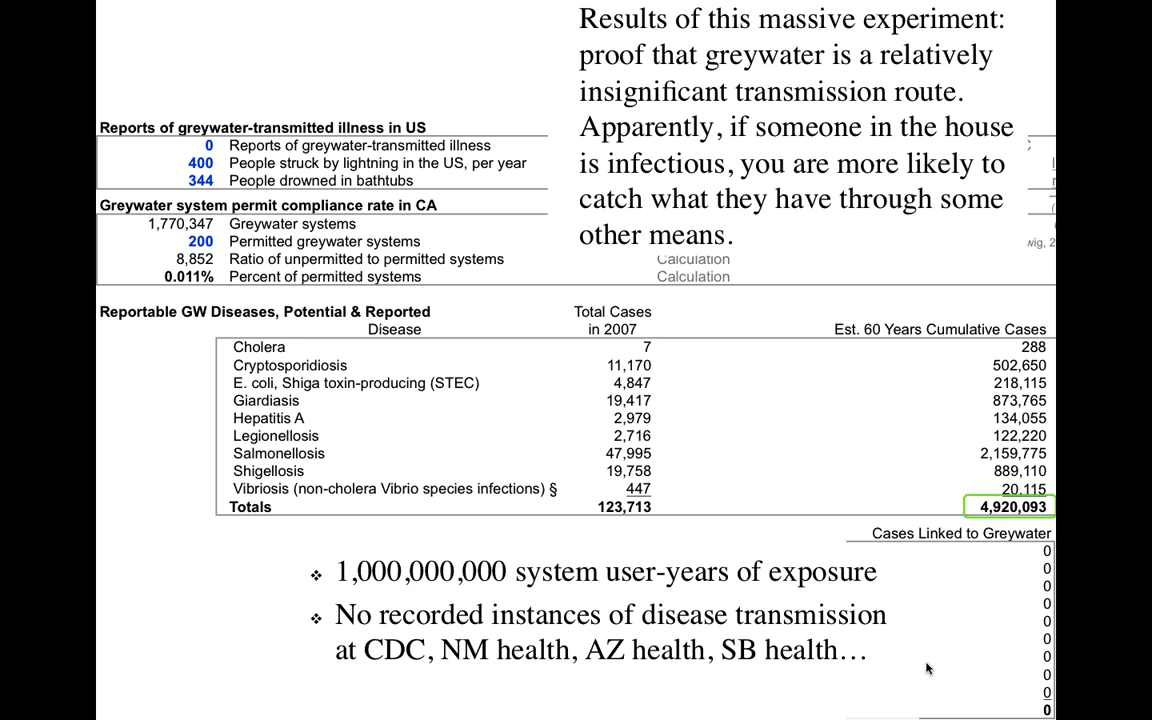 Results of this massive experiment:
proof that greywater is a relatively
insignificant transmission route.
Apparently, if someone in the house
is infectious, you are more likely to
catch what they have through some
other means.
Reports of greywater-transmitted illness in US
0 Reports of greywater-transmitted illness
400 People struck by lightning in the US, per year
344 People drowned in bathtubs
Greywater system permit compliance rate in CA
1,770,347 Greywater systems
200 Permitted greywater systems
8,852 Ratio of unpermitted to permitted systems Calculation
0.011% Percent of permitted systems Calculation
Reportable GW Diseases, Potential & Reported Total Cases
Disease in 2007 Est. 60 Years Cumulative Cases
Cholera 7 288
Cryptosporidiosis 11,170 502,650
E. coli, Shiga toxin-producing (STEC) 4,847 218,115
Giardiasis 19,417 873,765
Hepatitis A 2,979 134,055
Legionellosis 2,716 122,220
Salmonellosis 47,995 2,159,775
Shigellosis 19,758 889,110
Vibriosis (non-cholera Vibrio species infections) § 447 20,115
Totals 123,713 4,920,093
Cases Linked to Greywater
0
0
0
0
0
0
0
0
0
0
❖ 1,000,000,000 system user-years of exposure
❖ No recorded instances of disease transmission
at CDC, NM health, AZ health, SB health…